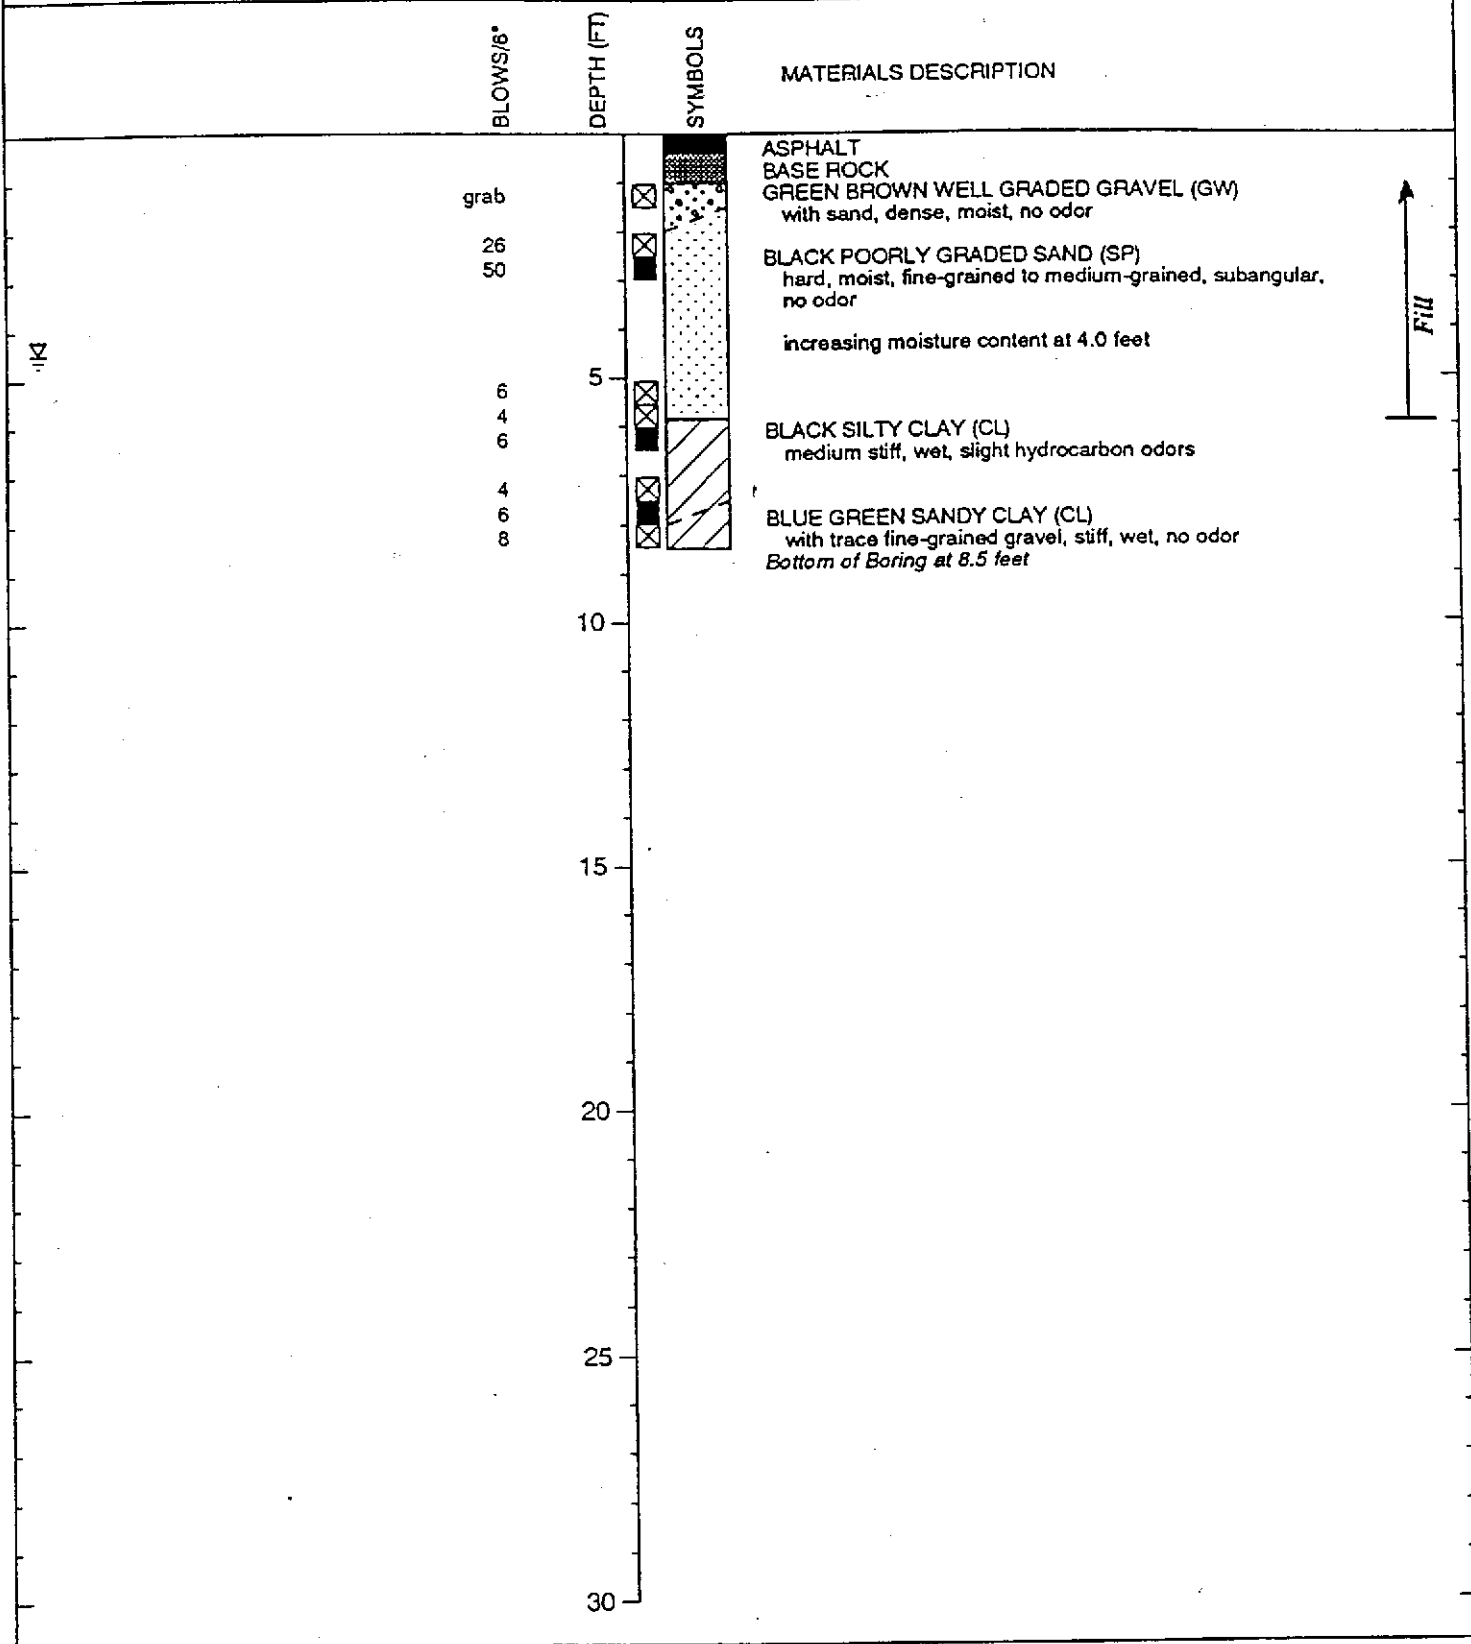 BLOWS/6"
DEPTH (FT)
SYMBOLS
MATERIALS DESCRIPTION
ASPHALT
BASE ROCK
grab
GREEN BROWN WELL GRADED GRAVEL (GW)
with sand, dense, moist, no odor
26
BLACK POORLY GRADED SAND (SP)
50
hard, moist, fine-grained to medium-grained, subangular,
no odor
Fill
increasing moisture content at 4.0 feet
5
6
4
BLACK SILTY CLAY (CL)
6
medium stiff, wet, slight hydrocarbon odors
4
6
BLUE GREEN SANDY CLAY (CL)
8
with trace fine-grained gravel, stiff, wet, no odor
Bottom of Boring at 8.5 feet
10
15
20
25
30